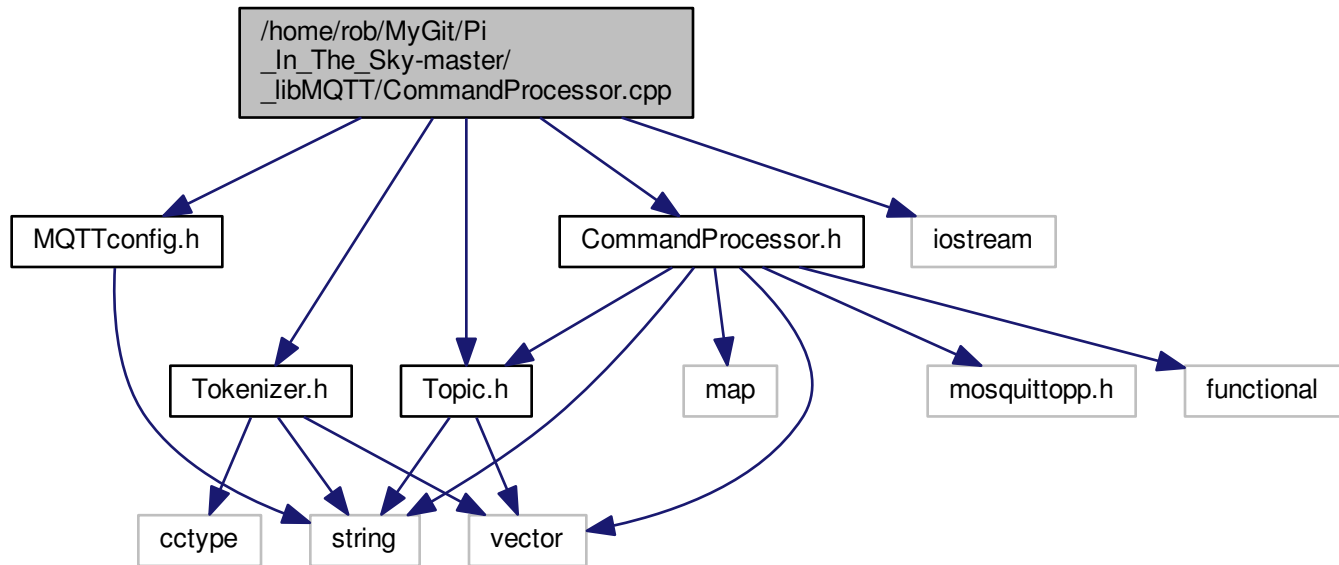 /home/rob/MyGit/Pi
_In_The_Sky-master/
_libMQTT/CommandProcessor.cpp
MQTTconfig.h
CommandProcessor.h
iostream
Tokenizer.h
Topic.h
map
mosquittopp.h
functional
cctype
string
vector